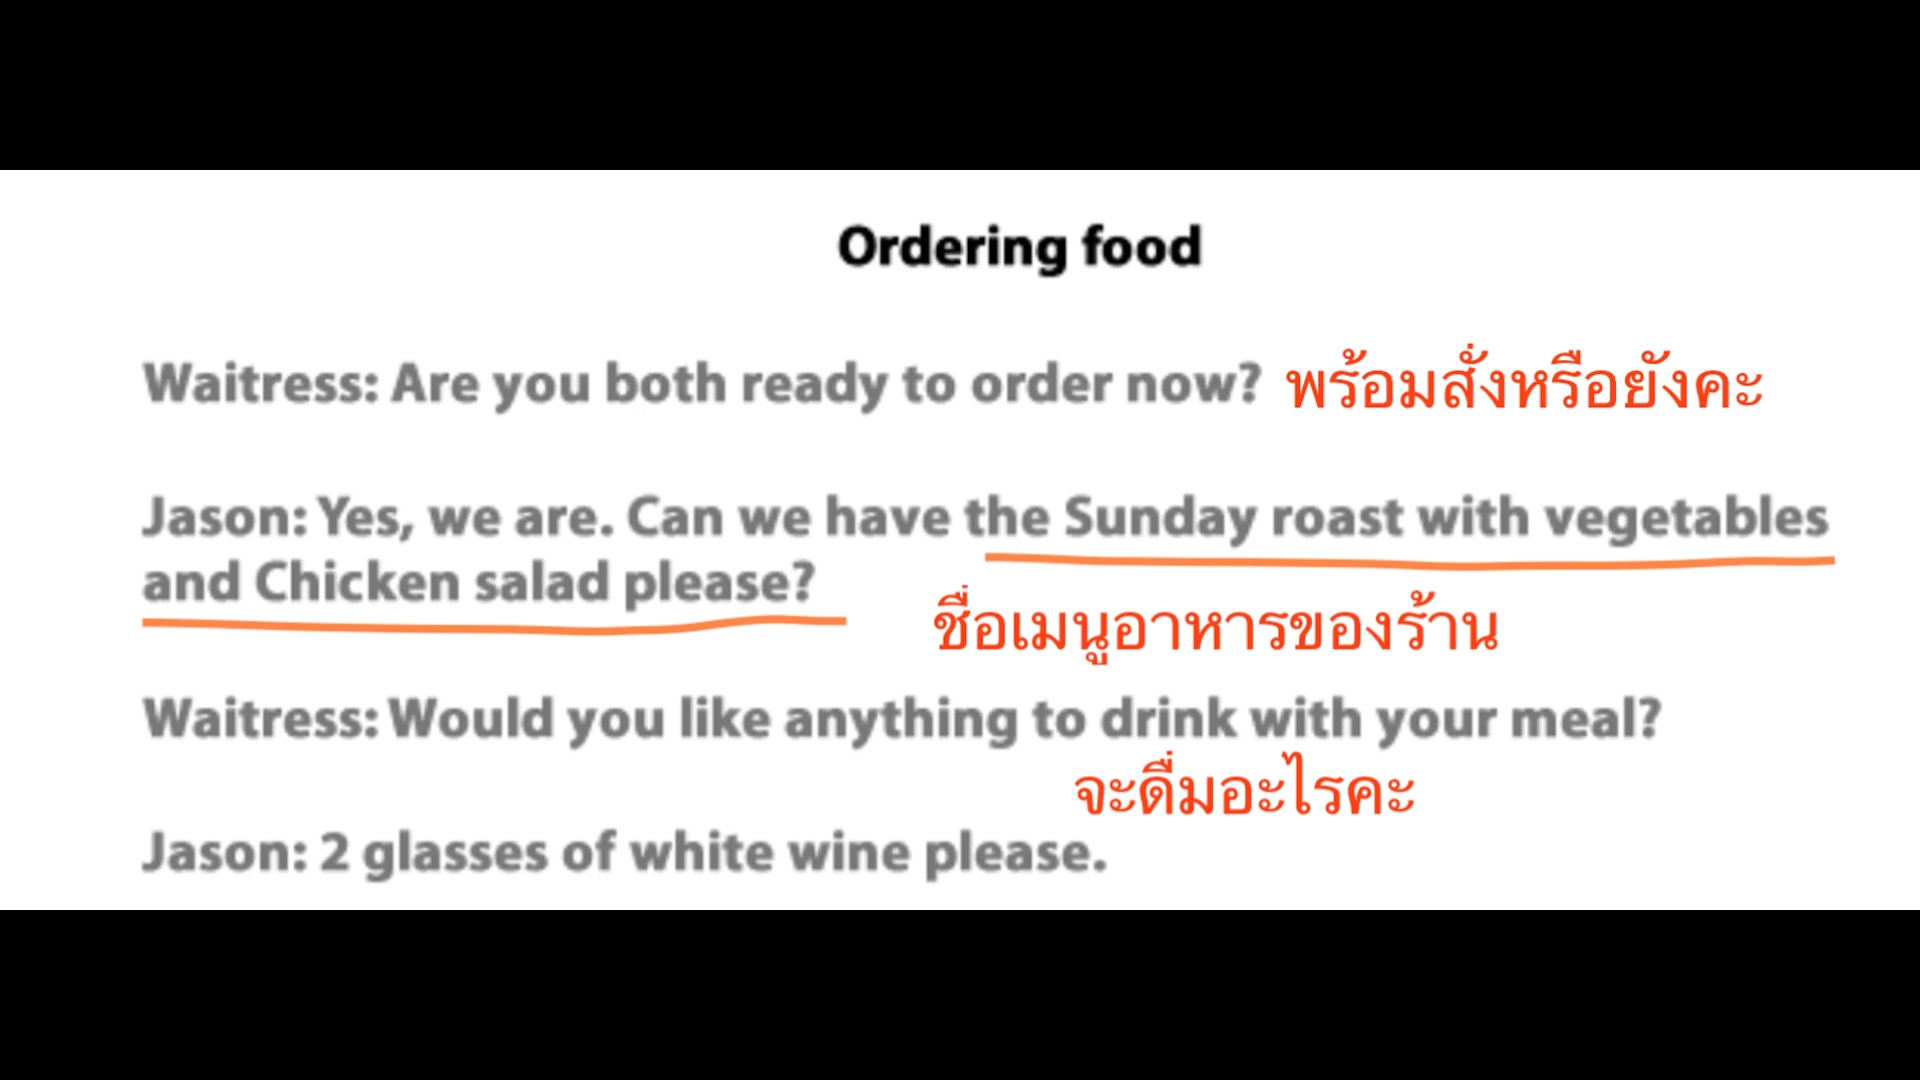 Ordering food
Waitress: Are you both ready to order now? พร้อมสั่งหรือยังคะ
Jason: Yes, we are. Can we have the Sunday roast with vegetables
and Chicken salad please?
ชื่อเมนูอาหารของร้าน
Waitress: Would you like anything to drink with your meal?
จะดื่มอะไรคะ
Jason: 2 glasses of white wine please.